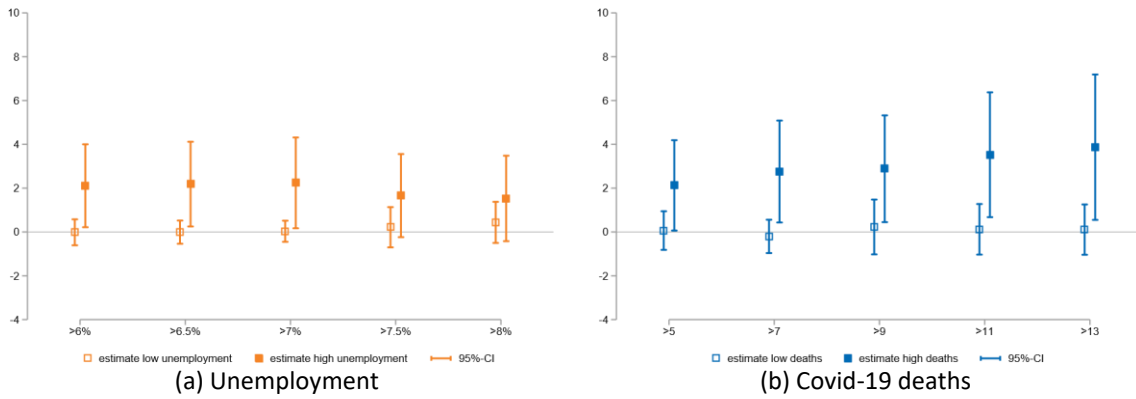 10
8
6
4
2
0
-2
-4
>6% >6.5% >7% >7.5% >8%
estimate low unemployment estimate high unemployment 95%-CI
(a) Unemployment
10
8
6
4
2
0
-2
-4
>5 >7 >9 >11 >13
estimate low deaths estimate high deaths 95%-CI
(b) Covid-19 deaths